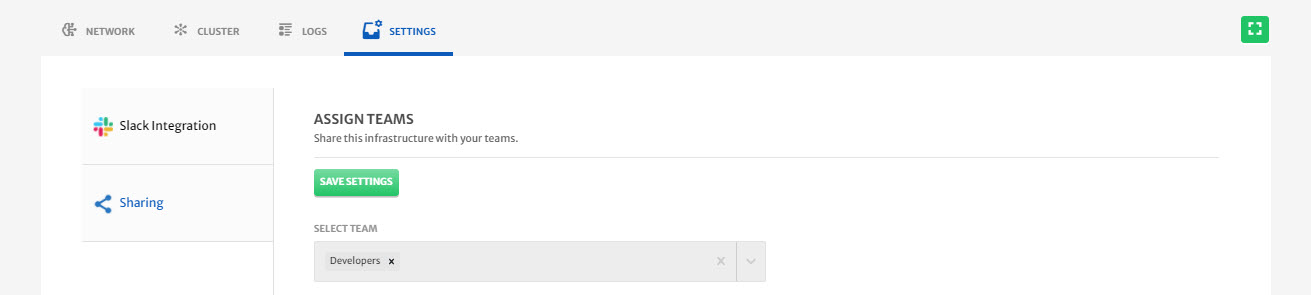 NETWORK
CLUSTER
LOGS
SETTINGS
Slack Integration
Sharing
ASSIGN TEAMS
Share this infrastructure with your teams.
SAVE SETTINGS
SELECT TEAM
Developers